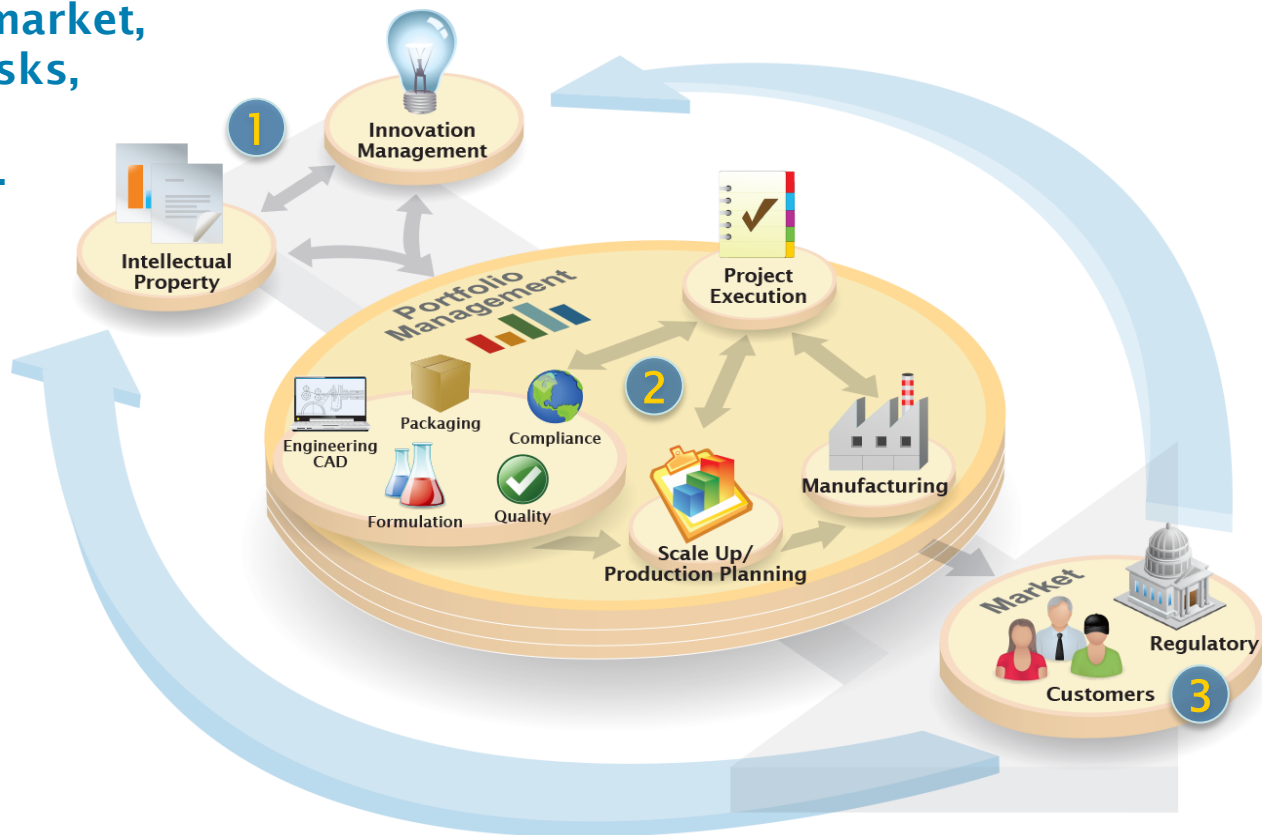 market,
sks,
.
1
Innovation
Management
Intellectual
Property
Project
Execution
Portfolio
Management
2
Engineering
CAD
Packaging
Compliance
Formulation
Quality
Manufacturing
Scale Up/
Production Planning
Market
Regulatory
Customers
3